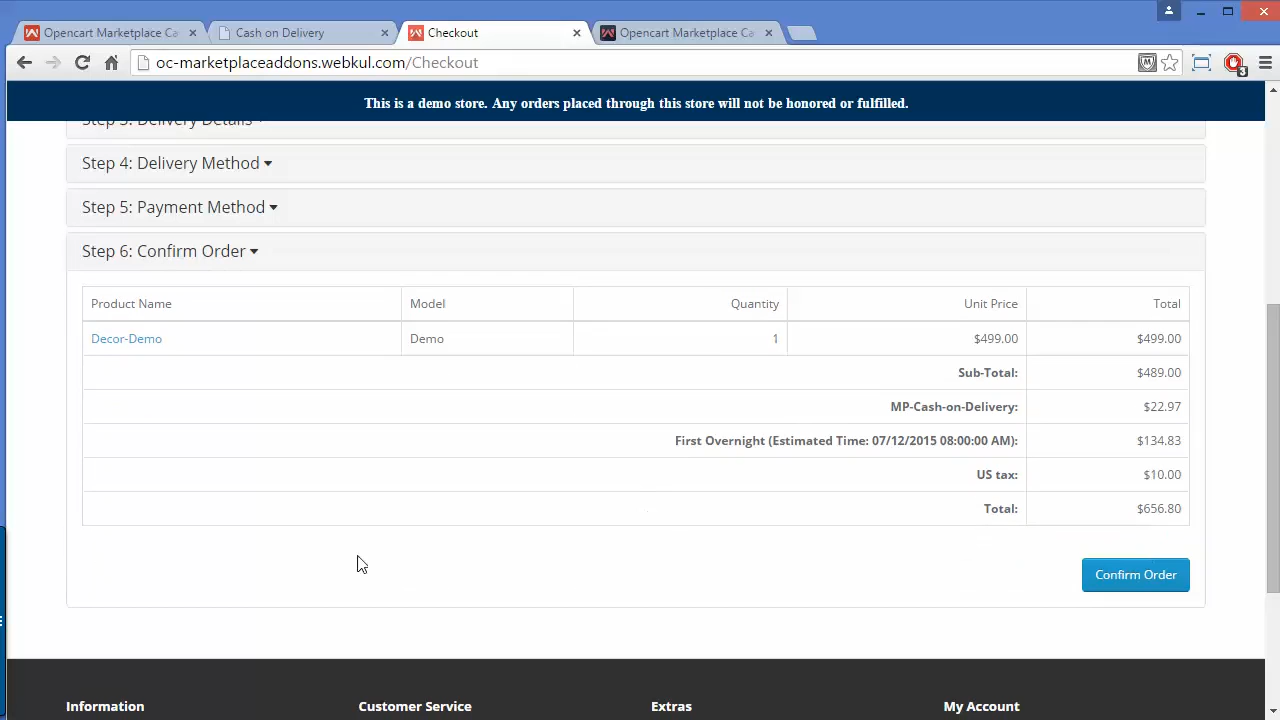 Opencart Marketplace Ca
Cash on Delivery
Checkout
Opencart Marketplace Ca
oc-marketplaceaddons.webkul.com/Checkout
3
This is a demo store. Any orders placed through this store will not be honored or fulfilled.
Step 3: Delivery Details
Step 4: Delivery Method
Step 5: Payment Method
Step 6: Confirm Order
Product Name Model Quantity Unit Price Total
Decor-Demo Demo 1 $499.00 $499.00
Sub-Total: $489.00
MP-Cash-on-Delivery: $22.97
First Overnight (Estimated Time: 07/12/2015 08:00:00 AM): $134.83
US tax: $10.00
Total: $656.80
Confirm Order
Information Customer Service Extras My Account